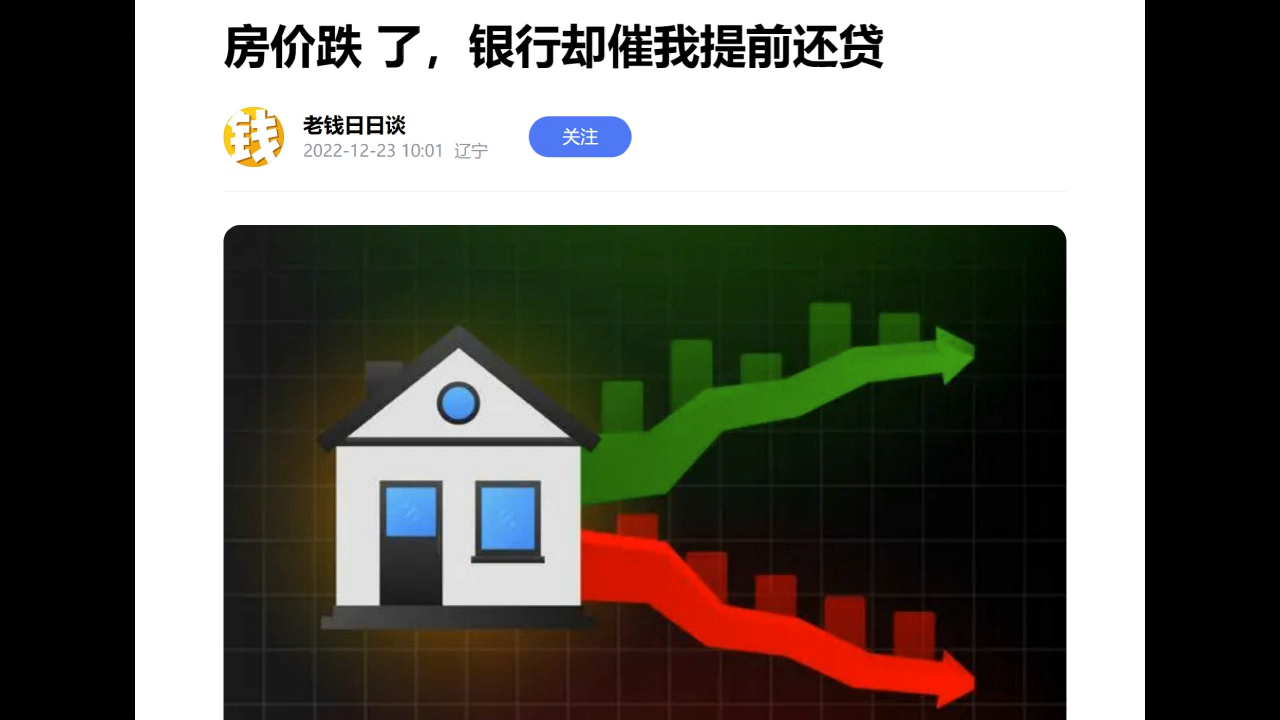 房价跌 了，银行却催我提前还贷
钱
老钱日日谈
关注
2022-12-23 10:01 辽宁